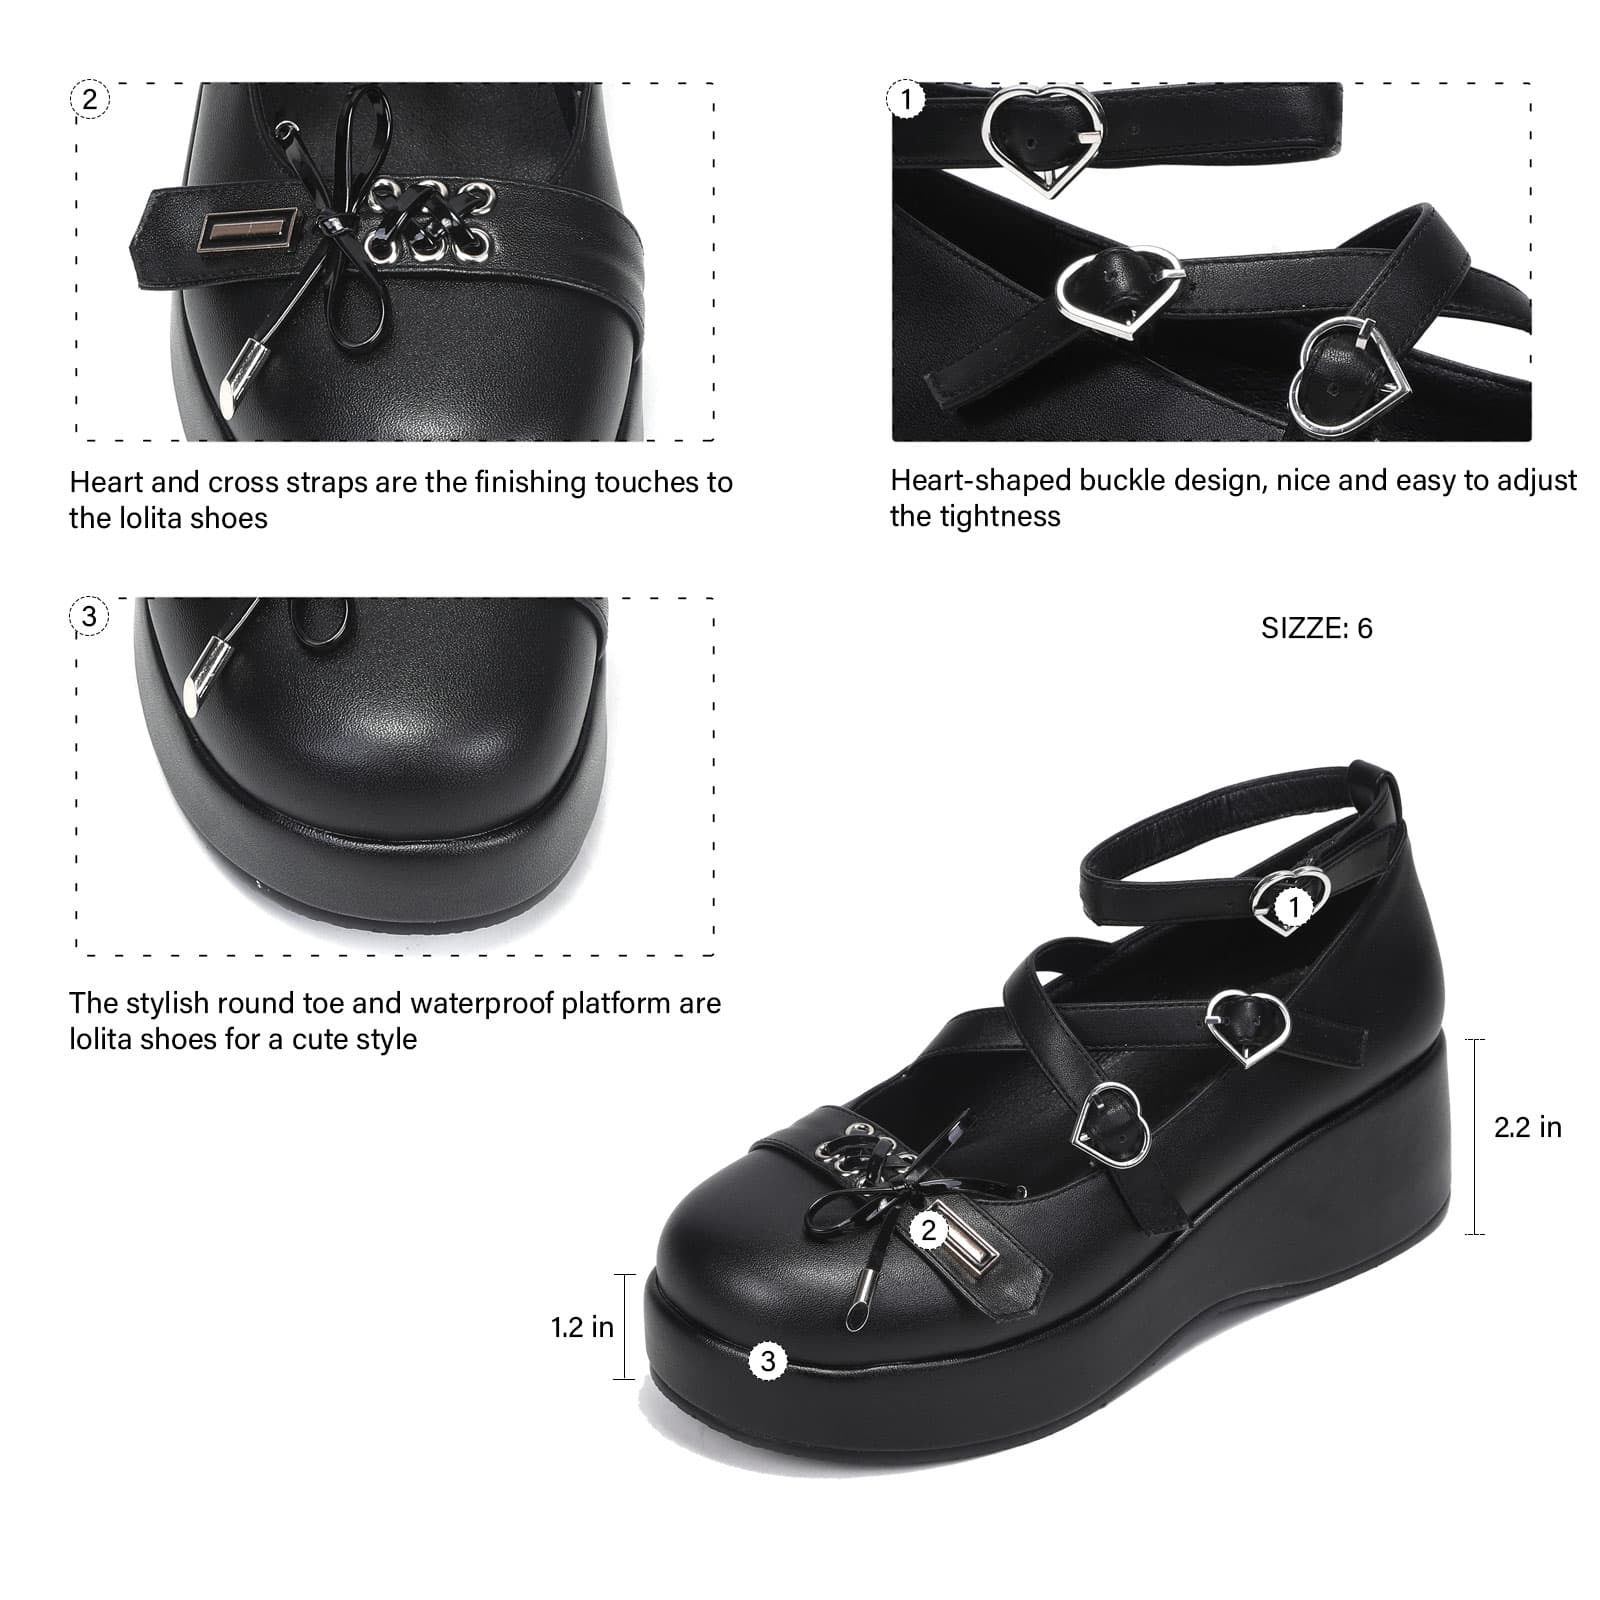 2
Heart and cross straps are the finishing touches to
the lolita shoes
1
Heart-shaped buckle design, nice and easy to adjust
the tightness
3
The stylish round toe and waterproof platform are
lolita shoes for a cute style
SIZZE: 6
1
2.2 in
2
1.2 in
3